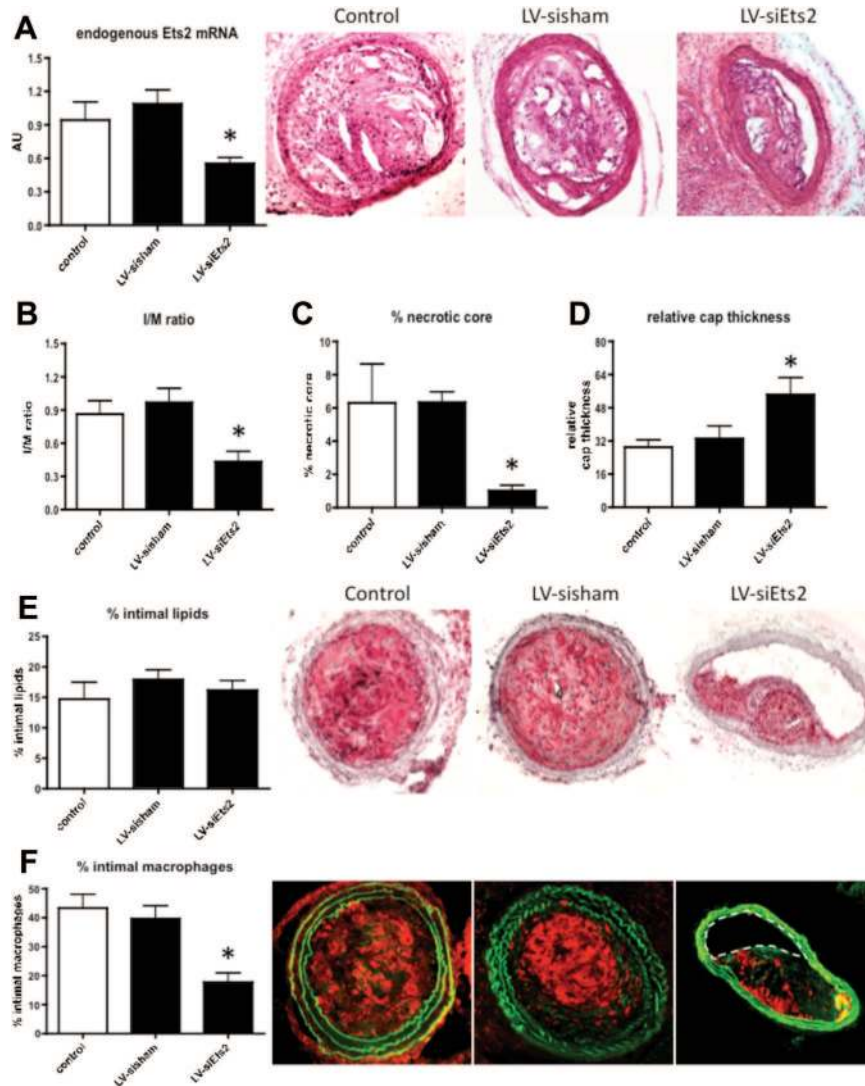 A
endogenous Ets2 mRNA
Control
LV-sisham
LV-siEts2
1.5
1.2
0.9
0.6
0.3
0.0
AU
*
control
LV-sisham
LV-siEts2
B
I/M ratio
1.5
1.2
0.9
0.6
0.3
0.0
I/M ratio
*
control
LV-sisham
LV-siEts2
C
% necrotic core
10
8
6
4
2
0
% necrotic core
*
control
LV-sisham
LV-siEts2
D
relative cap thickness
80
64
48
32
16
0
relative
cap thickness
*
control
LV-sisham
LV-siEts2
E
% intimal lipids
Control
LV-sisham
LV-siEts2
25
20
15
10
5
0
% intimal lipids
control
LV-sisham
LV-siEts2
F
% intimal macrophages
50
40
30
20
10
0
% intimal macrophages
*
control
LV-sisham
LV-siEts2